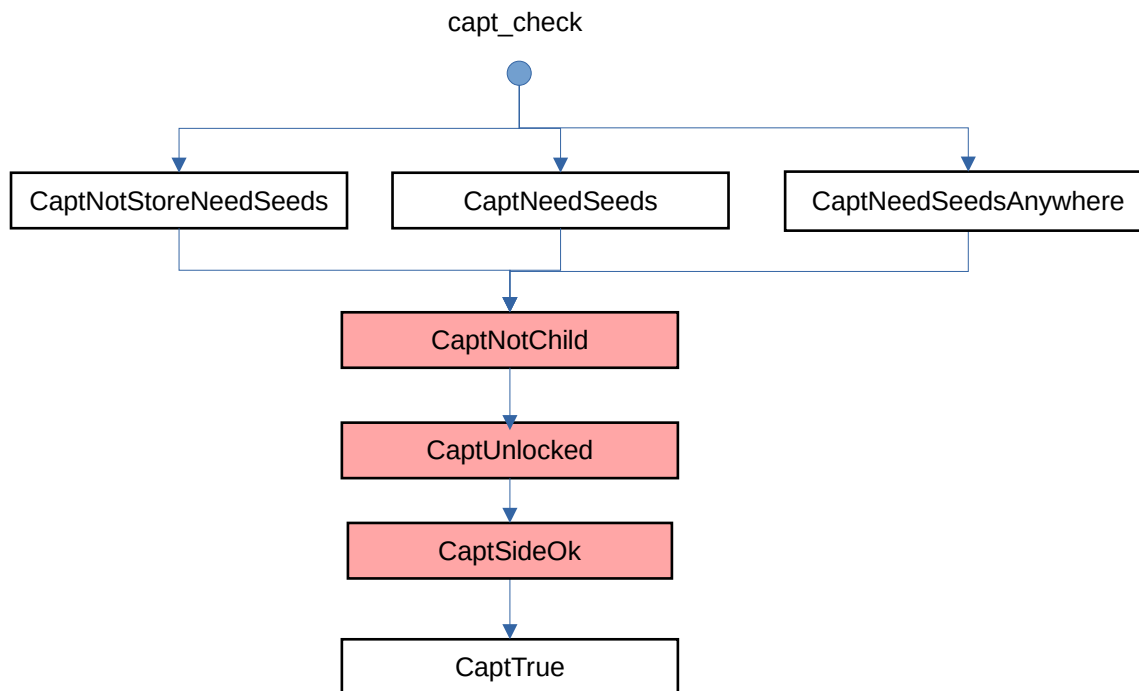 capt_check
CaptNotStoreNeedSeeds
CaptNeedSeeds
CaptNeedSeedsAnywhere
CaptNotChild
CaptUnlocked
CaptSideOk
CaptTrue